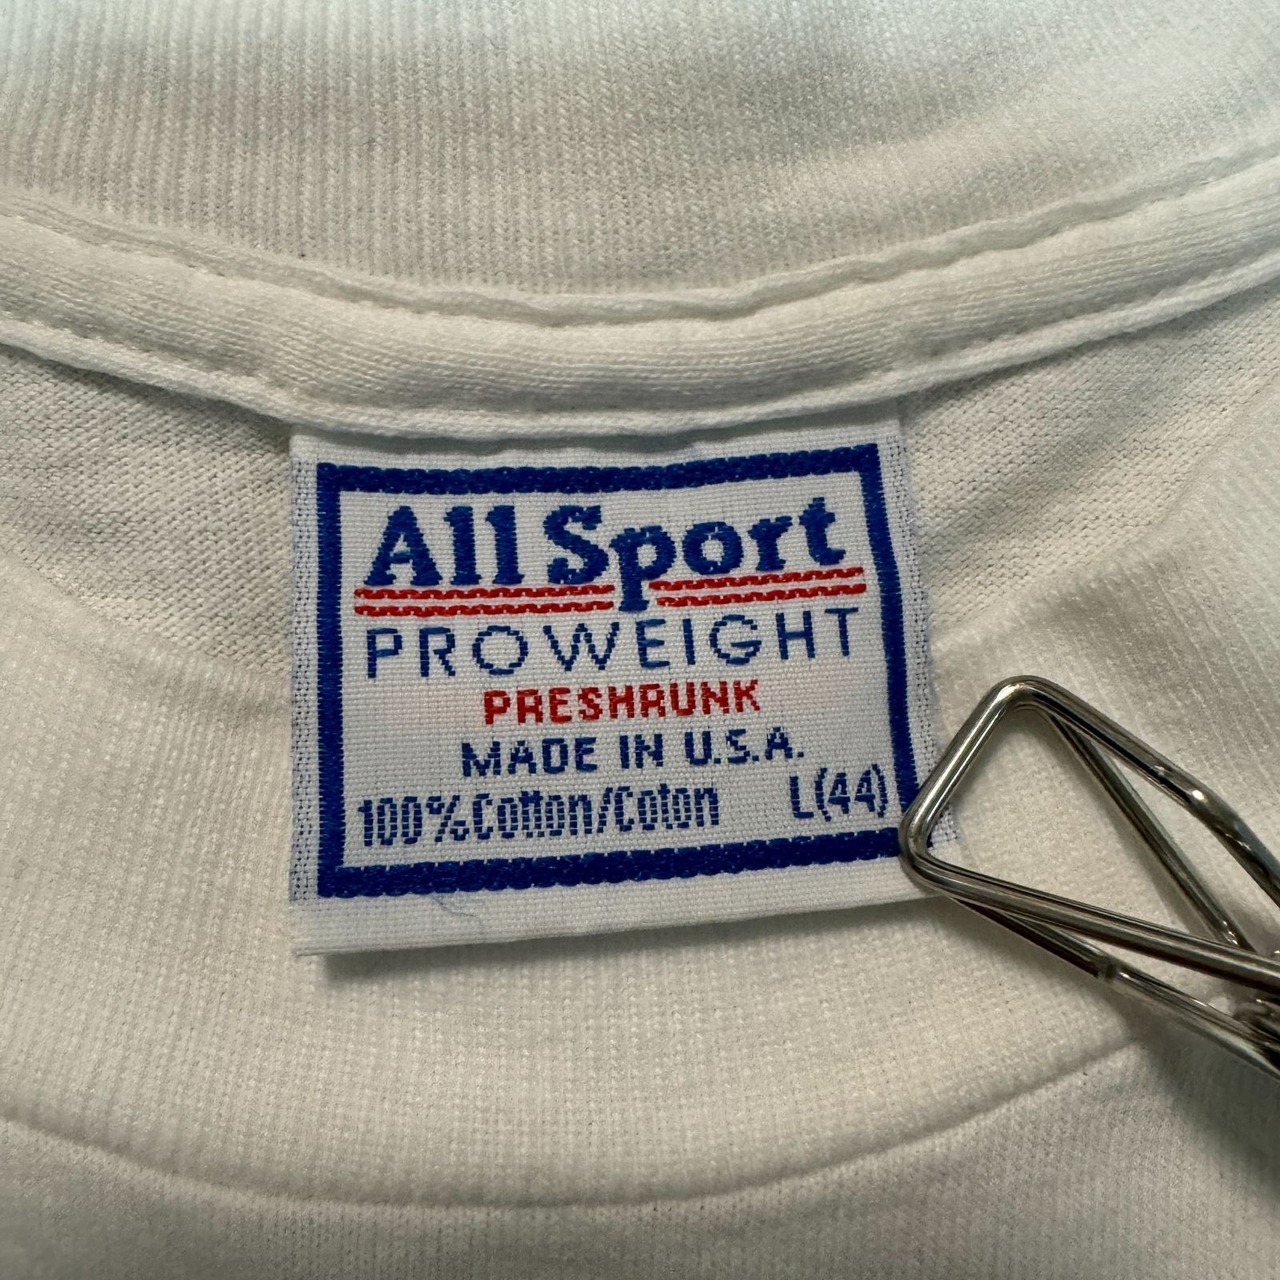 All Sport
PROWEIGHT
PRESHRUNK
MADE IN U.S.A.
100% Cotton/Coton L(44)